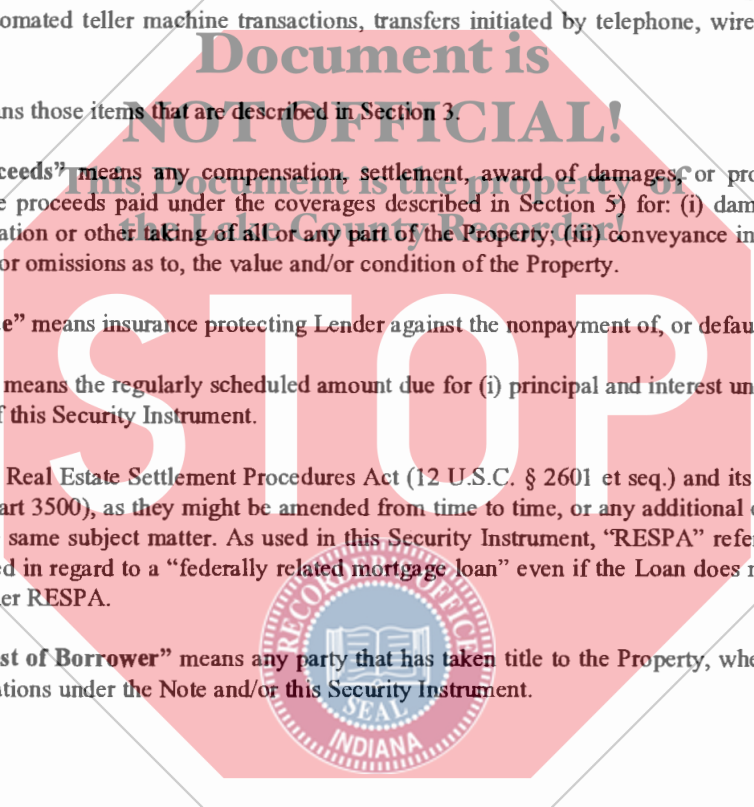 omated teller machine transactions, transfers initiated by telephone, wire
Document is
ns those items that are described in Section 3.
NOT OFFICIAL!
ceeds” means any compensation, settlement, award of damages, or pro
This Document is the property of
e proceeds paid under the coverages described in Section 5) for: (i) dam
the Lake County Recorder!
ation or other taking of all or any part of the Property; (iii) conveyance in
or omissions as to, the value and/or condition of the Property.
e” means insurance protecting Lender against the nonpayment of, or defau
STOP
means the regularly scheduled amount due for (i) principal and interest un
f this Security Instrument.
Real Estate Settlement Procedures Act (12 U.S.C. § 2601 et seq.) and its
art 3500), as they might be amended from time to time, or any additional
same subject matter. As used in this Security Instrument, “RESPA” refe
ed in regard to a “federally related mortgage loan” even if the Loan does
er RESPA.
RECORDER'S OFFICE
st of Borrower” means any party that has taken title to the Property, whe
ations under the Note and/or this Security Instrument.
SEAL
INDIANA